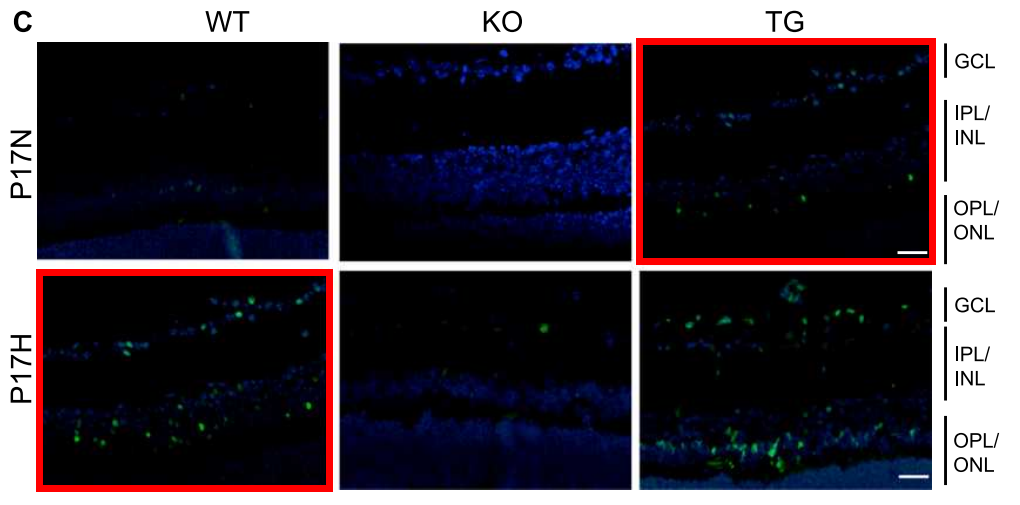 C WT KO TG
P17N
GCL
IPL/
INL
OPL/
ONL
P17H
GCL
IPL/
INL
OPL/
ONL